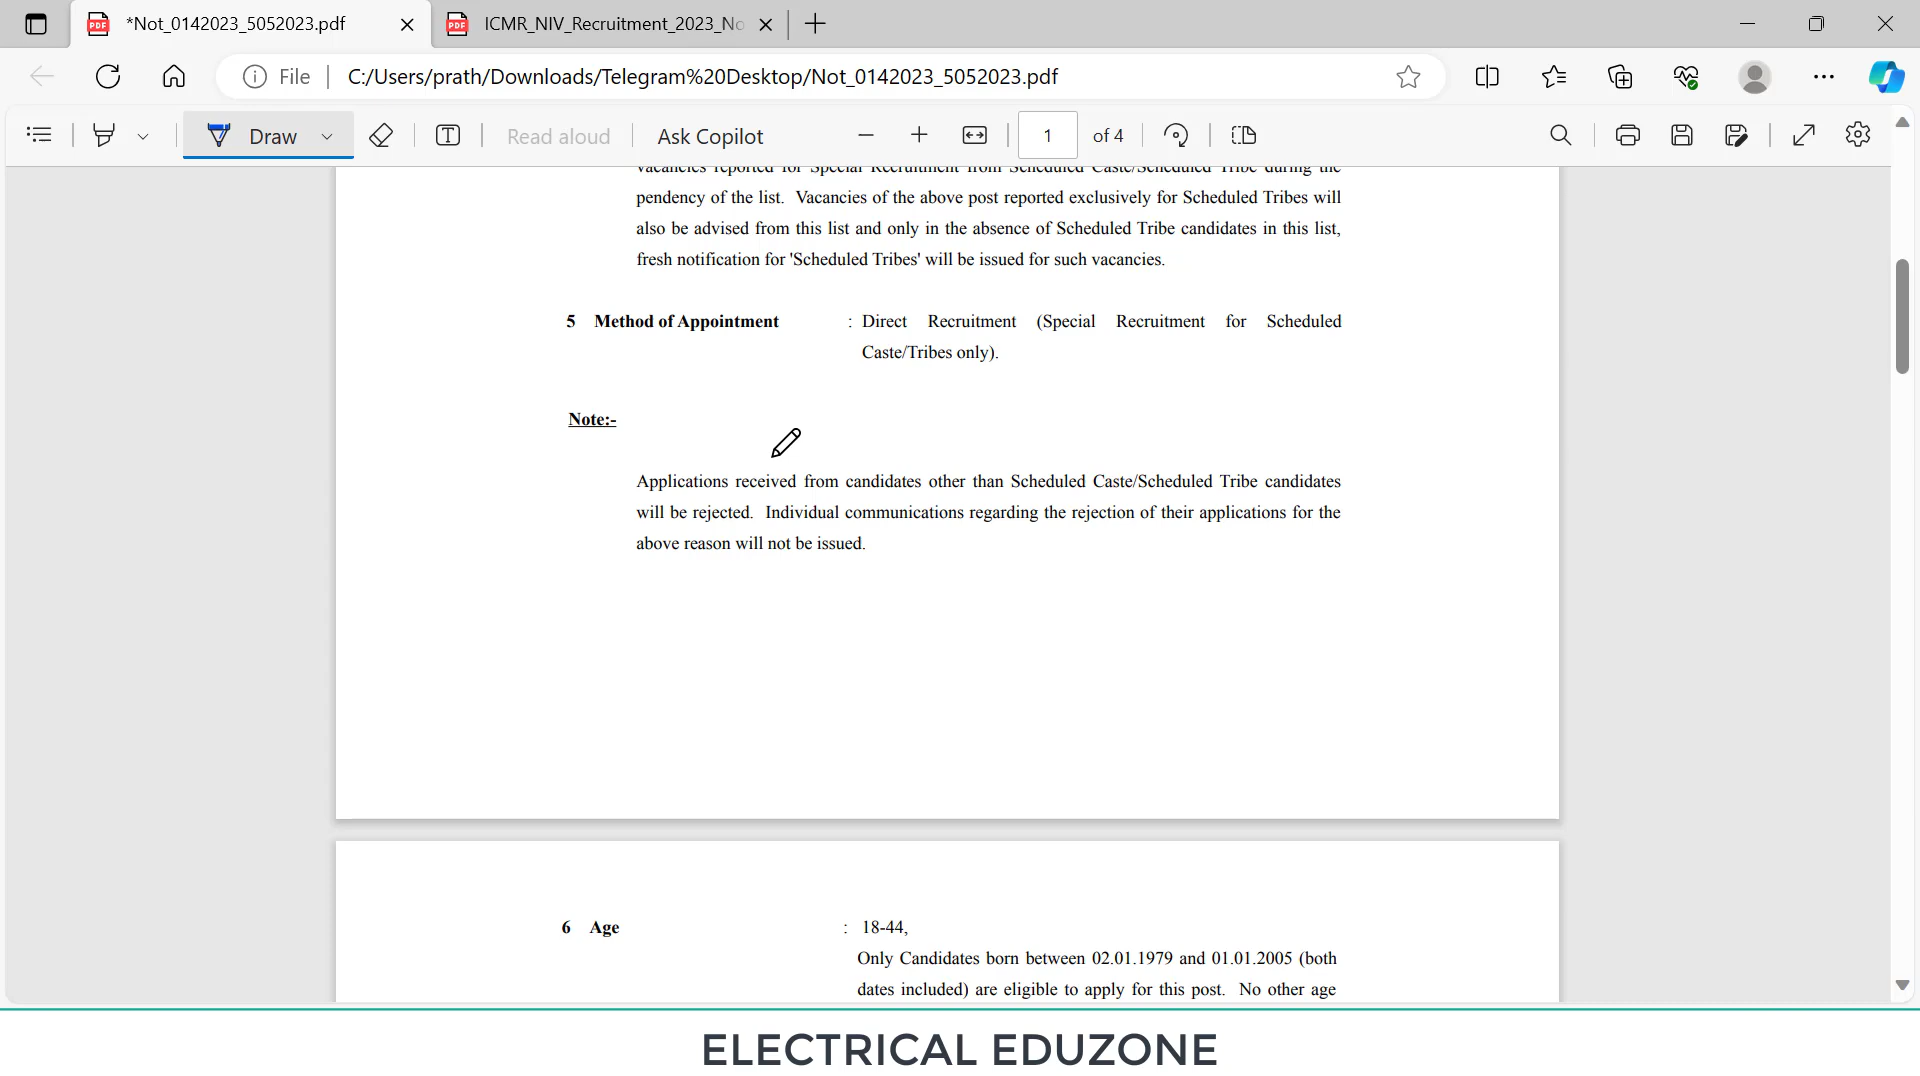 *Not_0142023_5052023.pdf
ICMR_NIV_Recruitment_2023_No
File
C:/Users/prath/Downloads/Telegram%20Desktop/Not_0142023_5052023.pdf
Draw
Read aloud
Ask Copilot
1
of 4
vacancies reported for Special Recruitment from Scheduled Caste/Scheduled Tribe during the
pendency of the list. Vacancies of the above post reported exclusively for Scheduled Tribes will
also be advised from this list and only in the absence of Scheduled Tribe candidates in this list,
fresh notification for 'Scheduled Tribes' will be issued for such vacancies.
5 Method of Appointment : Direct Recruitment (Special Recruitment for Scheduled
Caste/Tribes only).
Note:-
Applications received from candidates other than Scheduled Caste/Scheduled Tribe candidates
will be rejected. Individual communications regarding the rejection of their applications for the
above reason will not be issued.
6 Age : 18-44,
Only Candidates born between 02.01.1979 and 01.01.2005 (both
dates included) are eligible to apply for this post. No other age
ELECTRICAL EDUZONE